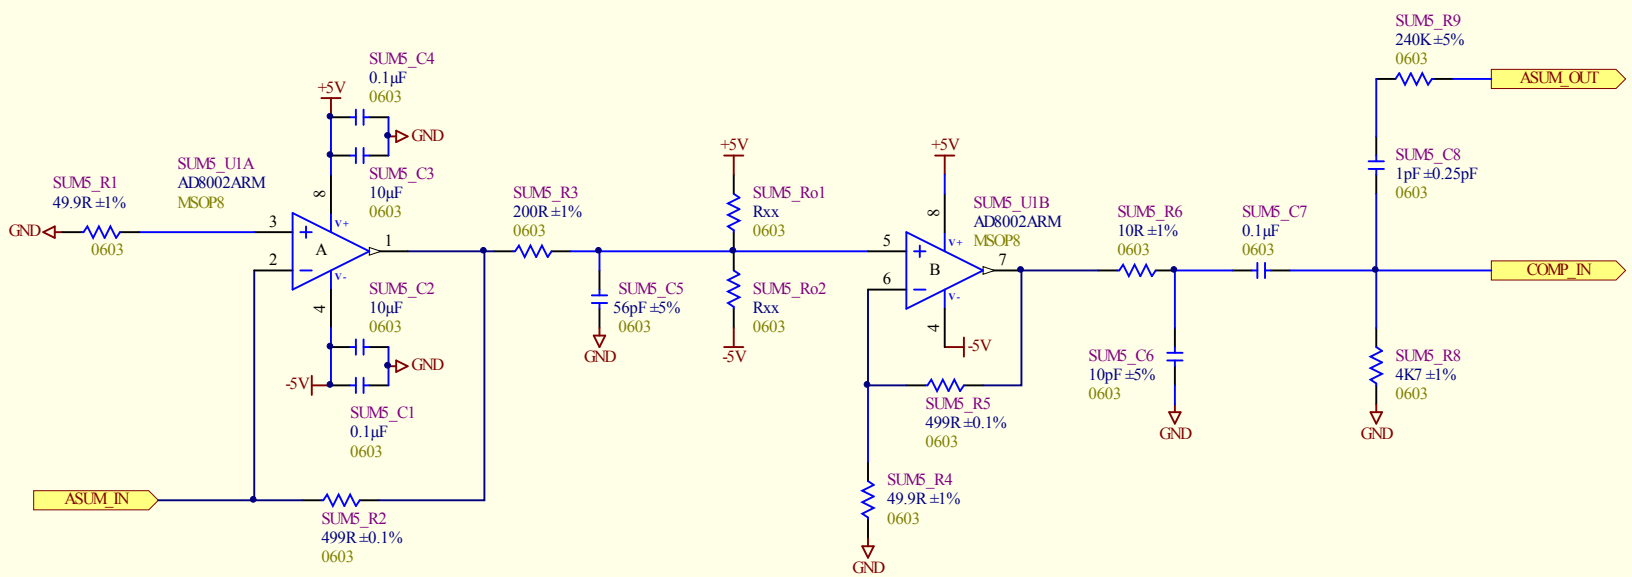 SUM5_C4
0.1µF
0603
+5V
GND
SUM5_C3
10µF
0603
SUM5_U1A
AD8002ARM
MSOP8
SUM5_R1
49.9R ±1%
0603
GND
3
2
8
V+
A
V-
4
1
SUM5_C2
10µF
0603
GND
-5V
SUM5_C1
0.1µF
0603
ASUM_IN
SUM5_R2
499R ±0.1%
0603
SUM5_R3
200R ±1%
0603
SUM5_C5
56pF ±5%
0603
GND
+5V
SUM5_Ro1
Rxx
0603
SUM5_Ro2
Rxx
0603
-5V
+5V
SUM5_U1B
AD8002ARM
MSOP8
5
6
8
V+
B
V-
4
7
-5V
SUM5_R5
499R ±0.1%
0603
SUM5_R4
49.9R ±1%
0603
GND
SUM5_R6
10R ±1%
0603
SUM5_C7
0.1µF
0603
SUM5_C6
10pF ±5%
0603
GND
SUM5_R9
240K ±5%
0603
ASUM_OUT
SUM5_C8
1pF ±0.25pF
0603
COMP_IN
SUM5_R8
4K7 ±1%
0603
GND